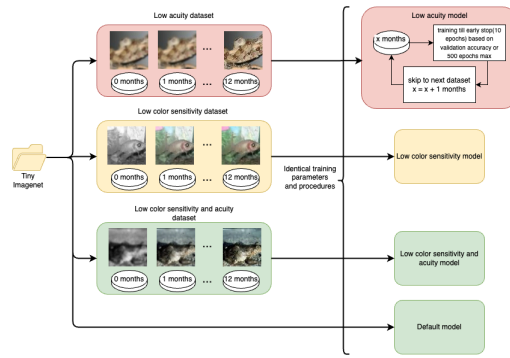 Low acuity dataset
0 months
1 months
...
12 months
Low acuity model
x months
training till early stop(10
epochs) based on
validation accuracy or
500 epochs max
skip to next dataset
x = x + 1 months
Low color sensitivity dataset
0 months
1 months
...
12 months
Tiny
Imagenet
Identical training
parameters
and procedures
Low color sensitivity model
Low color sensitivity and acuity
dataset
0 months
1 months
...
12 months
Low color sensitivity and
acuity model
Default model